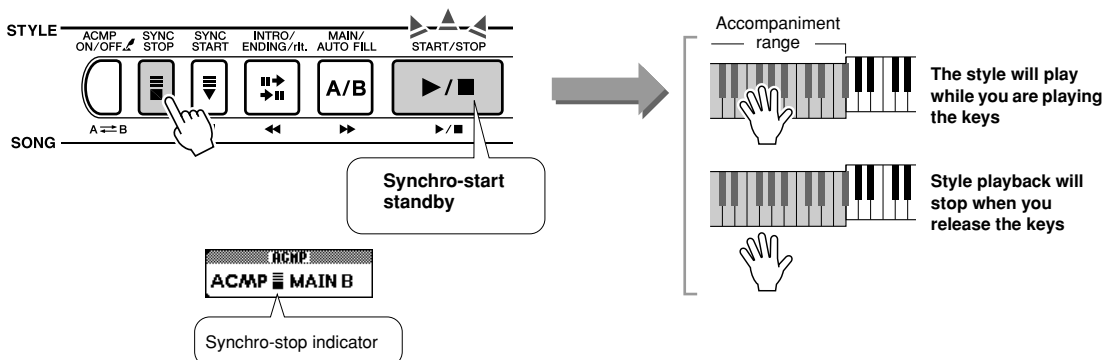 STYLE
ACMP ON/OFF
SYNC STOP
SYNC START
INTRO/ ENDING/rit.
MAIN/ AUTO FILL
START/STOP
A/B
A B
SONG
Synchro-start
standby
ACMP
ACMP MAIN B
Synchro-stop indicator
Accompaniment
range
The style will play
while you are playing
the keys
Style playback will
stop when you
release the keys